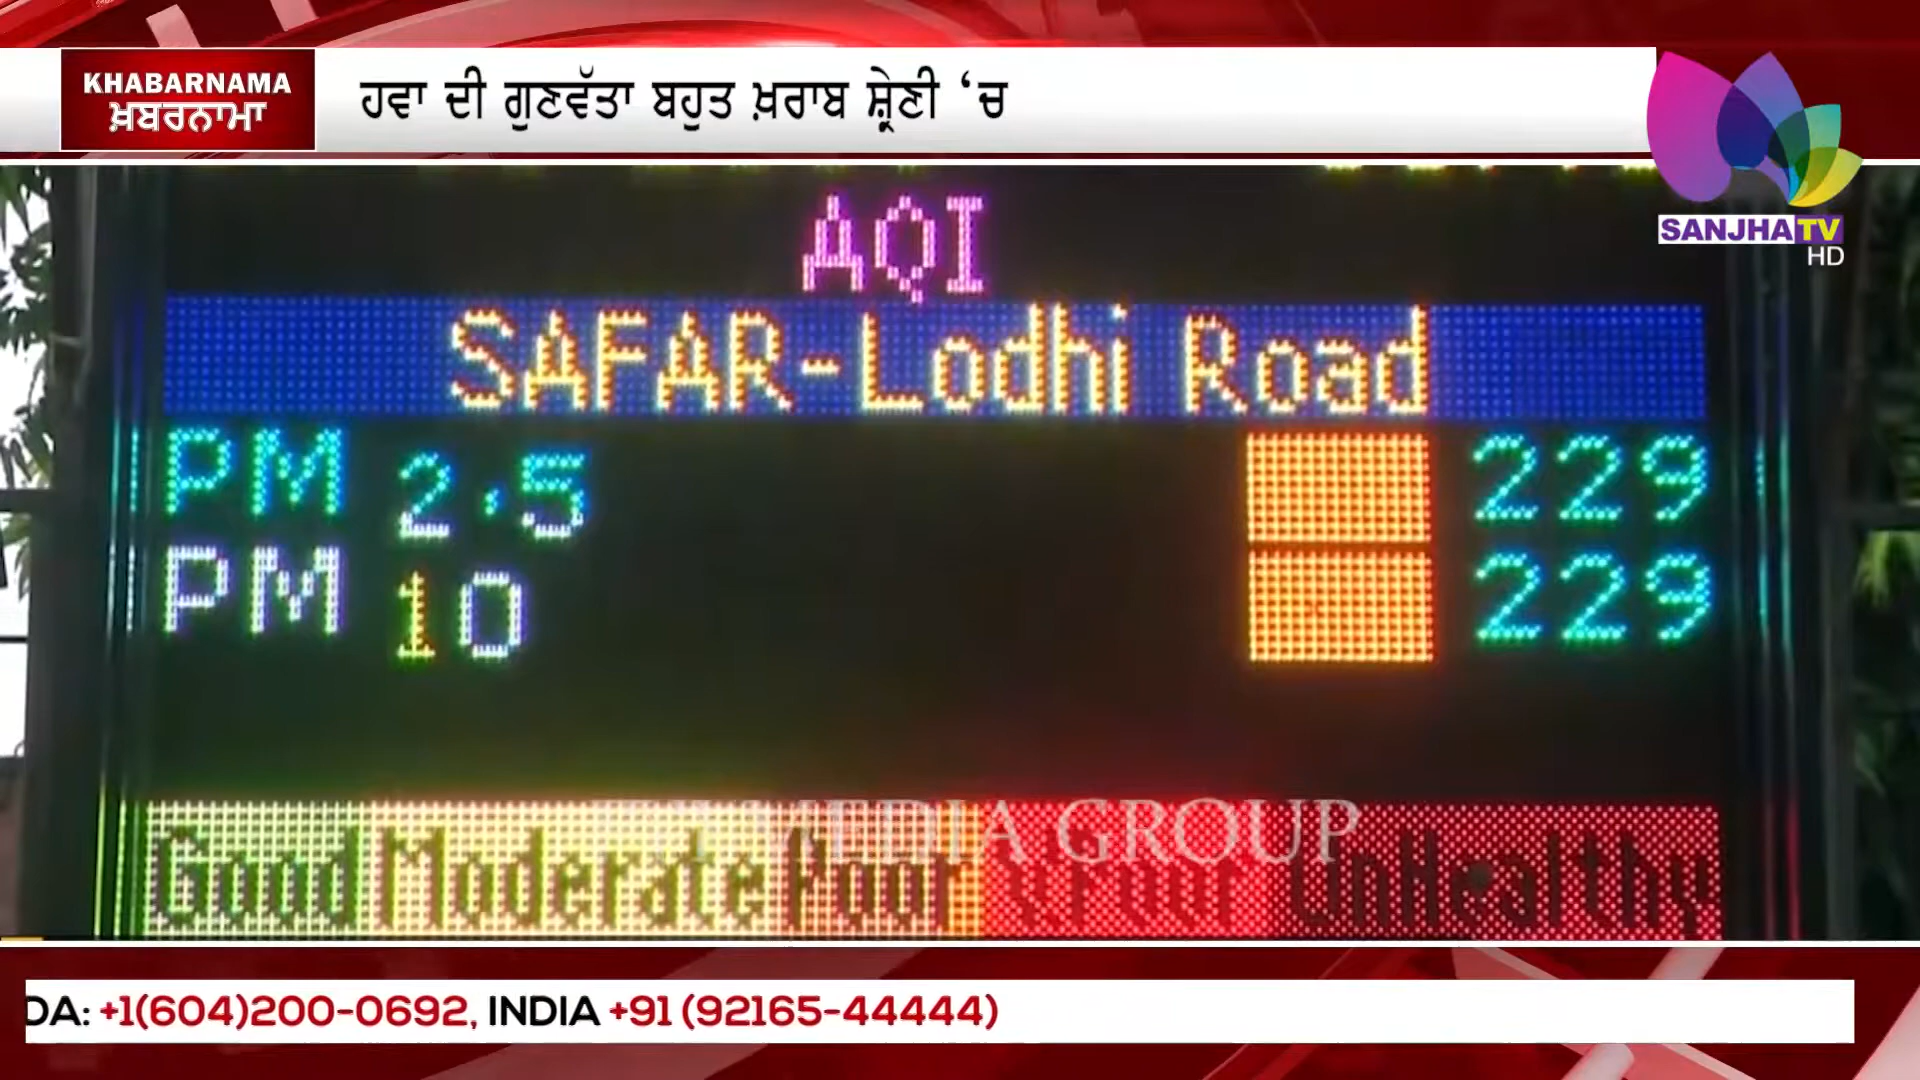 KHABARNAMA
ਖ਼ਬਰਨਾਮਾ
ਹਵਾ ਦੀ ਗੁਣਵੱਤਾ ਬਹੁਤ ਖ਼ਰਾਬ ਸ਼੍ਰੇਣੀ ‘ਚ
SANJHA TV
HD
AQI
SAFAR-Lodhi Road
PM 2.5 229
PM 10 229
MEDIA GROUP
Good Moderate Poor V Poor UnHealthy
DA: +1(604)200-0692, INDIA +91 (92165-44444)